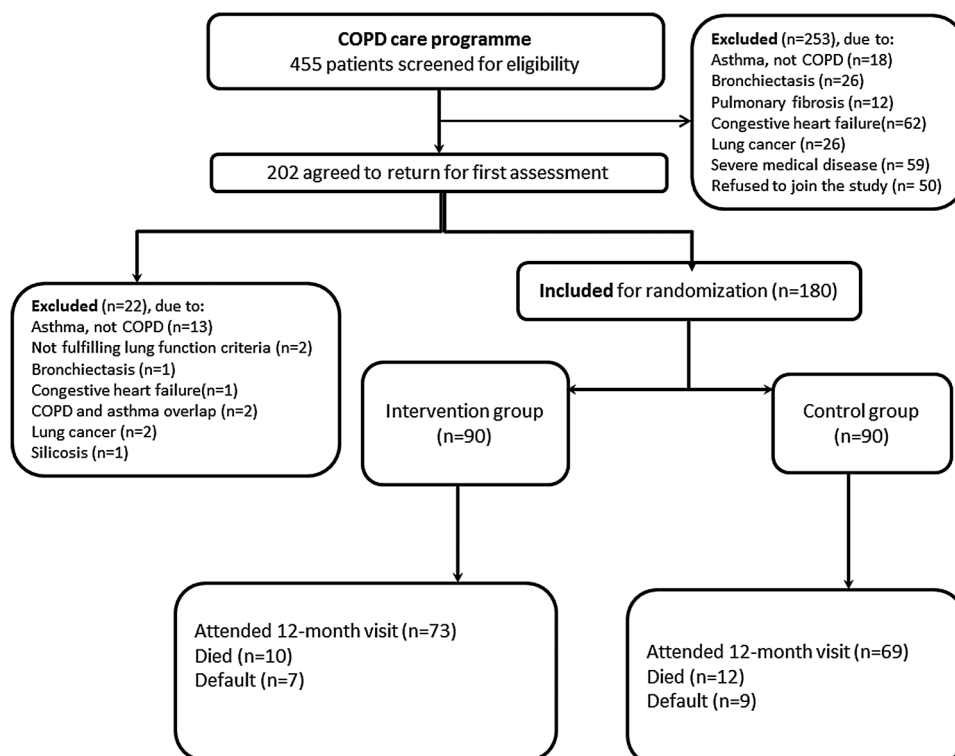 COPD care programme
455 patients screened for eligibility
Excluded (n=253), due to:
Asthma, not COPD (n=18)
Bronchiectasis (n=26)
Pulmonary fibrosis (n=12)
Congestive heart failure(n=62)
Lung cancer (n=26)
Severe medical disease (n= 59)
Refused to join the study (n= 50)
202 agreed to return for first assessment
Excluded (n=22), due to:
Asthma, not COPD (n=13)
Not fulfilling lung function criteria (n=2)
Bronchiectasis (n=1)
Congestive heart failure(n=1)
COPD and asthma overlap (n=2)
Lung cancer (n=2)
Silicosis (n=1)
Included for randomization (n=180)
Intervention group
(n=90)
Control group
(n=90)
Attended 12-month visit (n=73)
Died (n=10)
Default (n=7)
Attended 12-month visit (n=69)
Died (n=12)
Default (n=9)